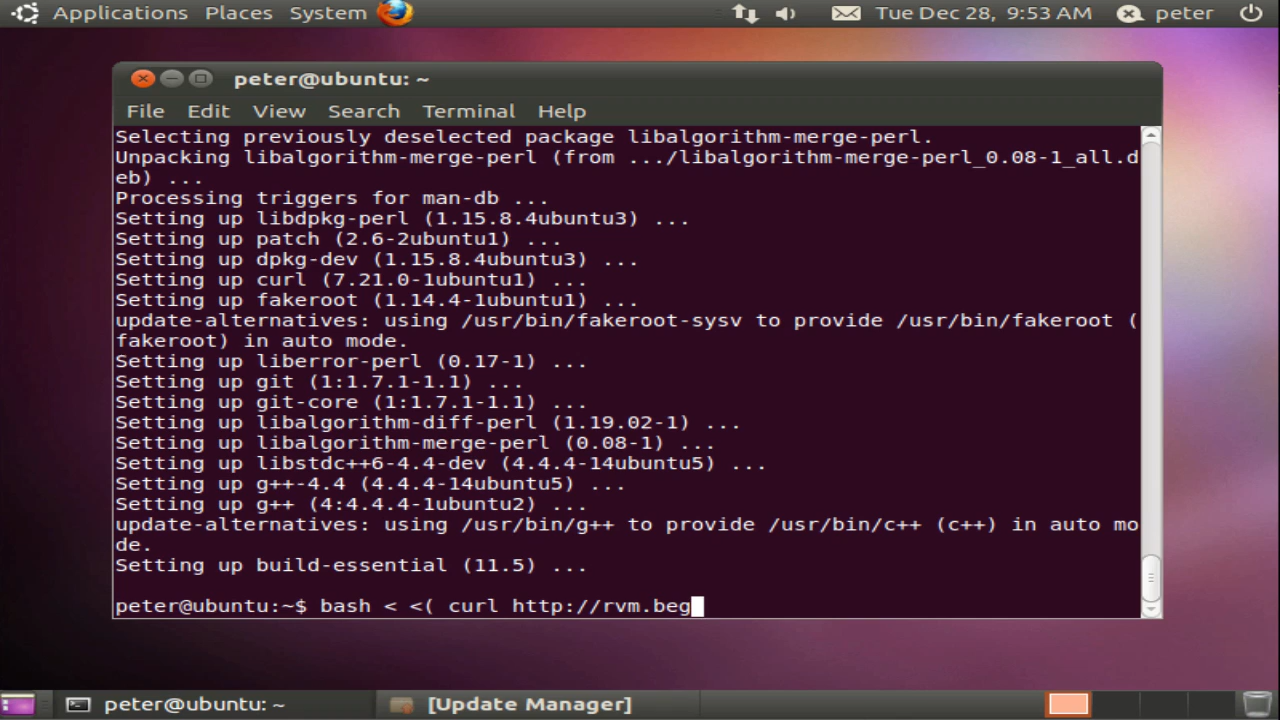 Applications Places System Tue Dec 28, 9:53 AM peter
peter@ubuntu: ~
File Edit View Search Terminal Help
Selecting previously deselected package libalgorithm-merge-perl.
Unpacking libalgorithm-merge-perl (from .../libalgorithm-merge-perl_0.08-1_all.d
eb) ...
Processing triggers for man-db ...
Setting up libdpkg-perl (1.15.8.4ubuntu3) ...
Setting up patch (2.6-2ubuntu1) ...
Setting up dpkg-dev (1.15.8.4ubuntu3) ...
Setting up curl (7.21.0-1ubuntu1) ...
Setting up fakeroot (1.14.4-1ubuntu1) ...
update-alternatives: using /usr/bin/fakeroot-sysv to provide /usr/bin/fakeroot (
fakeroot) in auto mode.
Setting up liberror-perl (0.17-1) ...
Setting up git (1:1.7.1-1.1) ...
Setting up git-core (1:1.7.1-1.1) ...
Setting up libalgorithm-diff-perl (1.19.02-1) ...
Setting up libalgorithm-merge-perl (0.08-1) ...
Setting up libstdc++6-4.4-dev (4.4.4-14ubuntu5) ...
Setting up g++-4.4 (4.4.4-14ubuntu5) ...
Setting up g++ (4:4.4.4-1ubuntu2) ...
update-alternatives: using /usr/bin/g++ to provide /usr/bin/c++ (c++) in auto mo
de.
Setting up build-essential (11.5) ...
peter@ubuntu:~$ bash < <( curl http://rvm.beg
peter@ubuntu: ~ [Update Manager]